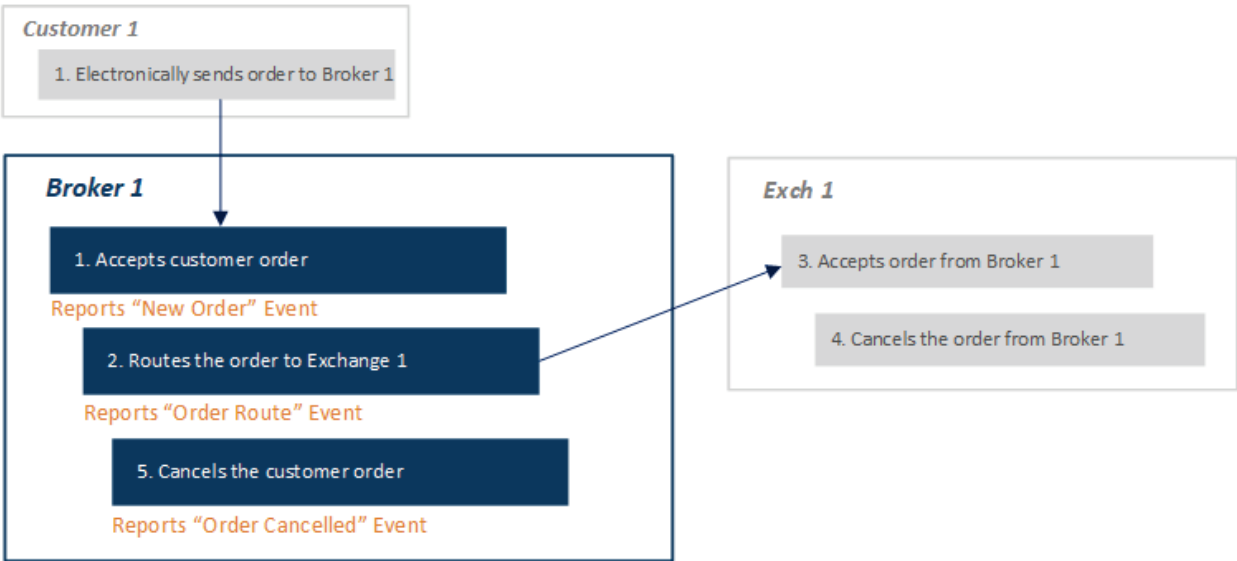 Customer 1
1. Electronically sends order to Broker 1
Broker 1
1. Accepts customer order
Reports “New Order” Event
2. Routes the order to Exchange 1
Reports “Order Route” Event
5. Cancels the customer order
Reports “Order Cancelled” Event
Exch 1
3. Accepts order from Broker 1
4. Cancels the order from Broker 1